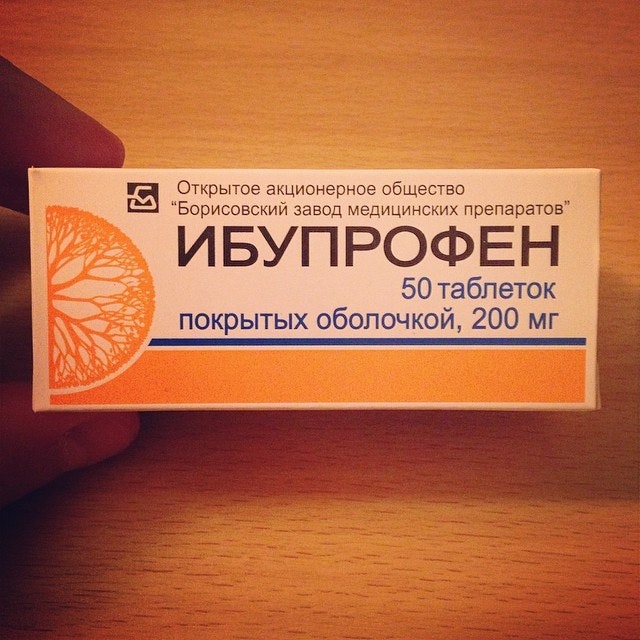 Открытое акционерное общество
"Борисовский завод медицинских препаратов"
ИБУПРОФЕН
50 таблеток
покрытых оболочкой, 200 мг